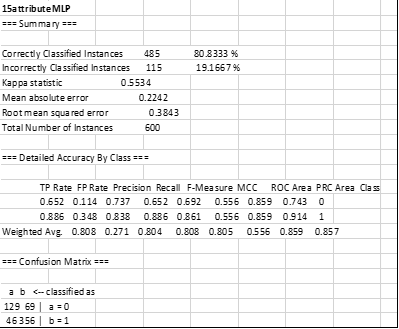 15attributeMLP
=== Summary ===
Correctly Classified Instances 485 80.8333 %
Incorrectly Classified Instances 115 19.1667 %
Kappa statistic 0.5534
Mean absolute error 0.2242
Root mean squared error 0.3843
Total Number of Instances 600
=== Detailed Accuracy By Class ===
TP Rate FP Rate Precision Recall F-Measure MCC ROC Area PRC Area Class
0.652 0.114 0.737 0.652 0.692 0.556 0.859 0.743 0
0.886 0.348 0.838 0.886 0.861 0.556 0.859 0.914 1
Weighted Avg. 0.808 0.271 0.804 0.808 0.805 0.556 0.859 0.857
=== Confusion Matrix ===
a b <-- classified as
129 69 | a = 0
46 356 | b = 1